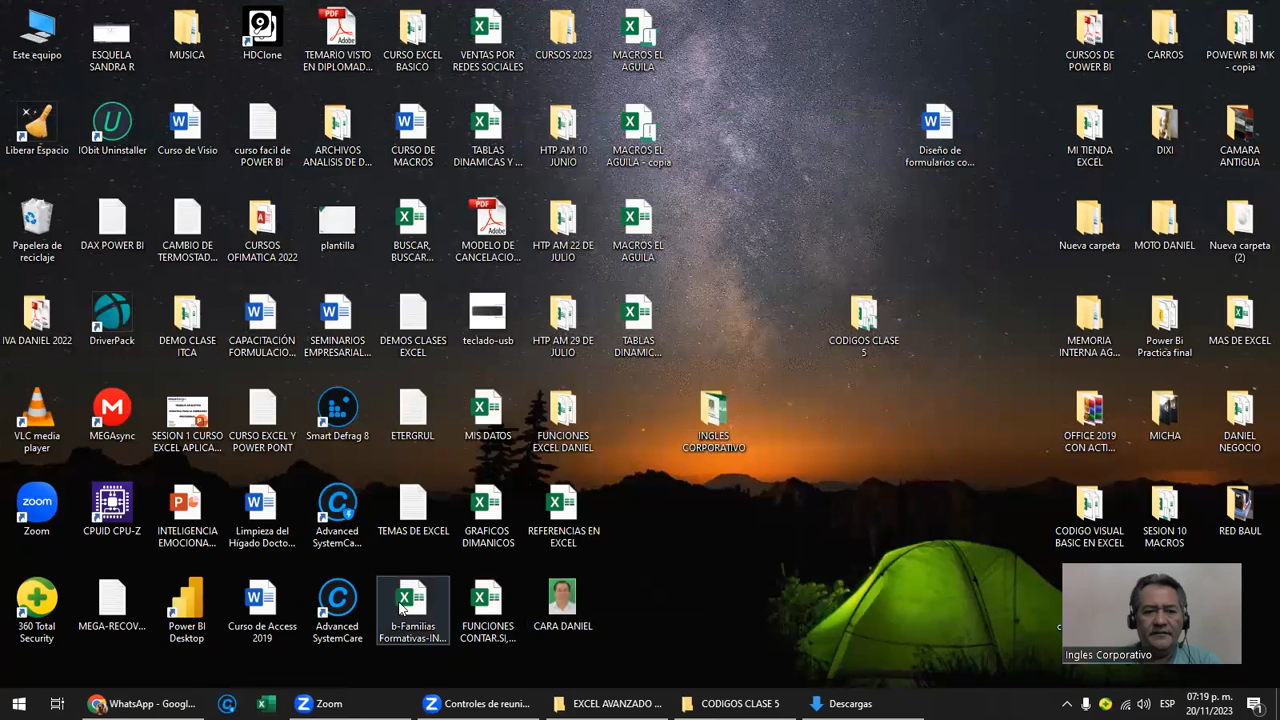 Este equipo
ESCUELA
SANDRA R
MUSICA
HDClone
TEMARIO VISTO
EN DIPLOMAD...
CURSO EXCEL
BASICO
VENTAS POR
REDES SOCIALES
CURSOS 2023
MACROS EL
AGUILA
CURSOS DE
POWER BI
CARROS
POWEWR BI MK
- copia
Liberar Espacio
IObit Uninstaller
Curso de Visio
curso facil de
POWER BI
ARCHIVOS
ANALISIS DE D...
CURSO DE
MACROS
TABLAS
DINAMICAS Y ...
HTP AM 10
JUNIO
MACROS EL
AGUILA - copia
Diseño de
formularios co...
MI TIENDA
EXCEL
DIXI
CAMARA
ANTIGUA
Papelera de
reciclaje
DAX POWER BI
CAMBIO DE
TERMOSTAD...
CURSOS
OFIMATICA 2022
plantilla
BUSCAR,
BUSCARV...
MODELO DE
CANCELACIO...
HTP AM 22 DE
JULIO
MACROS EL
AGUILA
Nueva carpeta
MOTO DANIEL
Nueva carpeta
(2)
IVA DANIEL 2022
DriverPack
DEMO CLASE
ITCA
CAPACITACIÓN
FORMULACIO...
SEMINARIOS
EMPRESARIAL...
DEMOS CLASES
EXCEL
teclado-usb
HTP AM 29 DE
JULIO
TABLAS
DINAMIC...
CODIGOS CLASE
5
MEMORIA
INTERNA AG...
Power Bi
Practica final
MAS DE EXCEL
VLC media
player
MEGAsync
SESION 1 CURSO
EXCEL APLICA...
CURSO EXCEL Y
POWER PONT
Smart Defrag 8
ETERGRUL
MIS DATOS
FUNCIONES
EXCEL DANIEL
INGLES
CORPORATIVO
OFFICE 2019
CON ACTI...
MICHA
DANIEL
NEGOCIO
Zoom
CPUID CPU-Z
INTELIGENCIA
EMOCIONA...
Limpieza del
Hígado Docto...
Advanced
SystemCa...
TEMAS DE EXCEL
GRAFICOS
DIMANICOS
REFERENCIAS EN
EXCEL
CODIGO VISUAL
BASIC EN EXCEL
SESION 10
MACROS
RED BAUL
360 Total
Security
MEGA-RECOV...
Power BI
Desktop
Curso de Access
2019
Advanced
SystemCare
b-Familias
Formativas-IN...
FUNCIONES
CONTAR.SI,...
CARA DANIEL
Ingles Corporativo
WhatsApp - Googl...
Zoom
Controles de reuni...
EXCEL AVANZADO ...
CODIGOS CLASE 5
Descargas
ESP
07:19 p. m.
20/11/2023